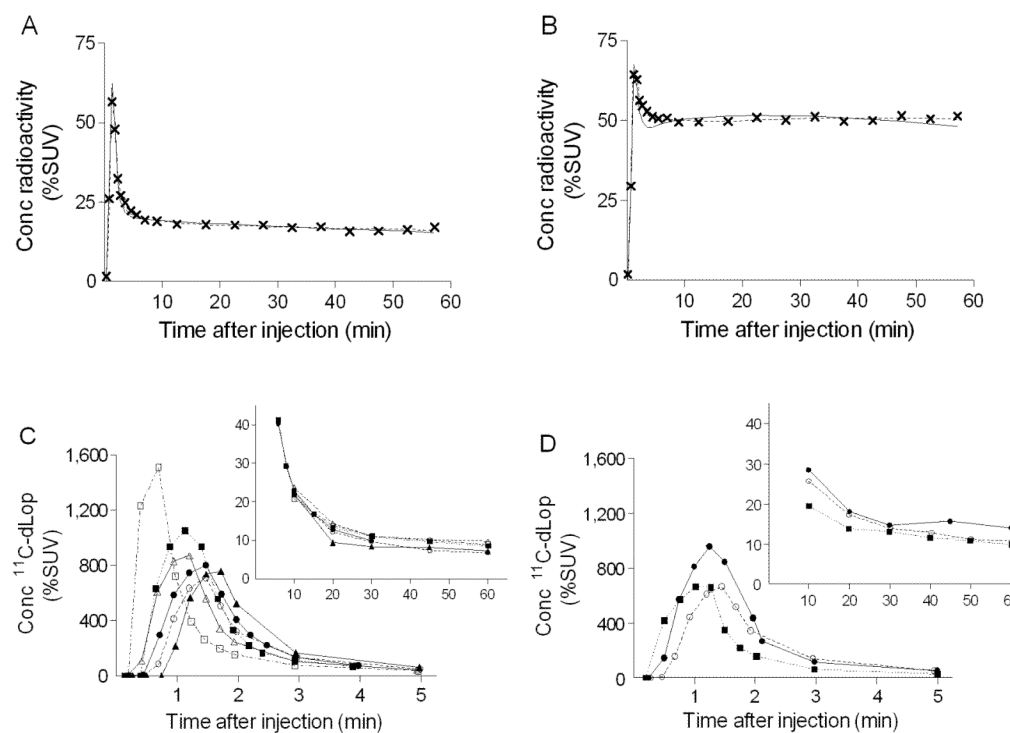 A
75
50
25
0
Conc radioactivity
(%SUV)
10 20 30 40 50 60
Time after injection (min)
B
75
50
25
0
Conc radioactivity
(%SUV)
10 20 30 40 50 60
Time after injection (min)
C
1,600
1,200
800
400
0
Conc ¹¹C-dLop
(%SUV)
1 2 3 4 5
Time after injection (min)
40
30
20
10
0
10 20 30 40 50 60
D
1,600
1,200
800
400
0
Conc ¹¹C-dLop
(%SUV)
1 2 3 4 5
Time after injection (min)
40
30
20
10
0
10 20 30 40 50 60